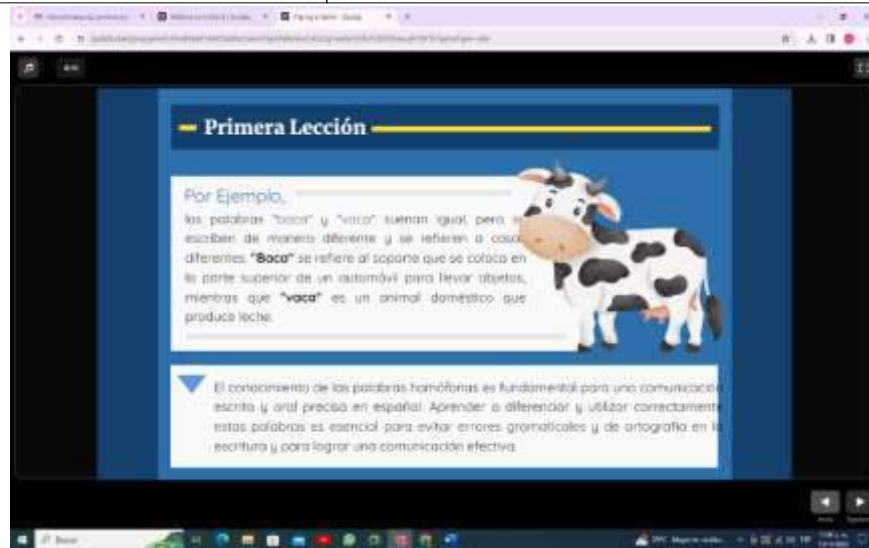 Primera Lección
Por Ejemplo,
las palabras "baca" y "vaca" suenan igual, pero se
escriben de manera diferente y se refieren a cosas
diferentes. "Baca" se refiere al soporte que se coloca en
la parte superior de un automóvil para llevar objetos,
mientras que "vaca" es un animal doméstico que
produce leche.
El conocimiento de las palabras homófonas es fundamental para una comunicación
escrita y oral precisa en español. Aprender a diferenciar y utilizar correctamente
estas palabras es esencial para evitar errores gramaticales y de ortografía en la
escritura y para lograr una comunicación efectiva.
Buscar